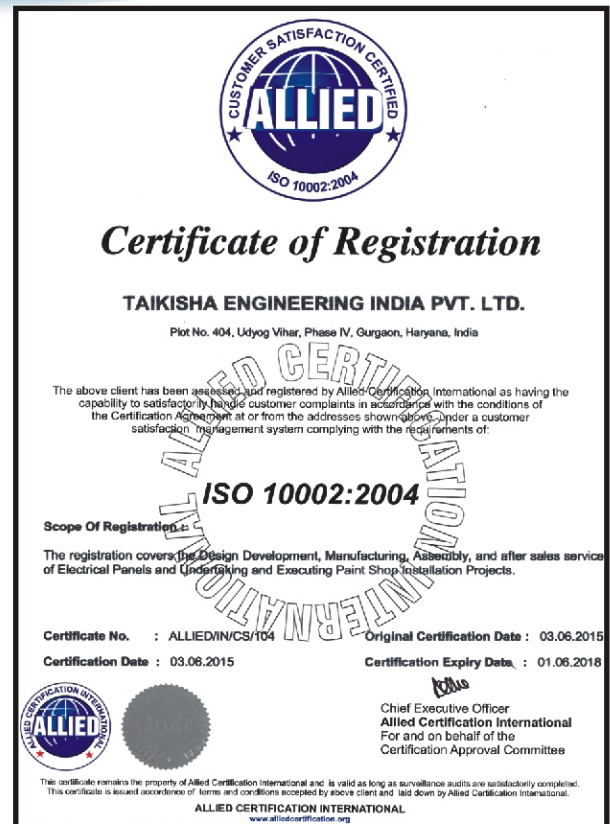 CUSTOMER SATISFACTION CERTIFIED
ALLIED
ISO 10002:2004
Certificate of Registration
TAIKISHA ENGINEERING INDIA PVT. LTD.
Plot No. 404, Udyog Vihar, Phase IV, Gurgaon, Haryana, India
ALLIED CERTIFICATION INTERNATIONAL
The above client has been assessed and registered by Allied Certification International as having the
capability to satisfactorily handle customer complaints in accordance with the conditions of
the Certification Agreement at or from the addresses shown above, under a customer
satisfaction management system complying with the requirements of:
ISO 10002:2004
Scope Of Registration :
The registration covers the Design Development, Manufacturing, Assembly, and after sales service
of Electrical Panels and Undertaking and Executing Paint Shop Installation Projects.
Certificate No. : ALLIED/IN/CS/104
Original Certification Date : 03.06.2015
Certification Date : 03.06.2015
Certification Expiry Date : 01.06.2018
Chief Executive Officer
Allied Certification International
For and on behalf of the
Certification Approval Committee
ALLIED CERTIFICATION INTERNATIONAL
ALLIED
This certificate remains the property of Allied Certification International and is valid as long as surveillance audits are satisfactorily completed.
This certificate is issued accordance of terms and conditions accepted by above client and laid down by Allied Certification International.
ALLIED CERTIFICATION INTERNATIONAL
www.alliedcertification.org